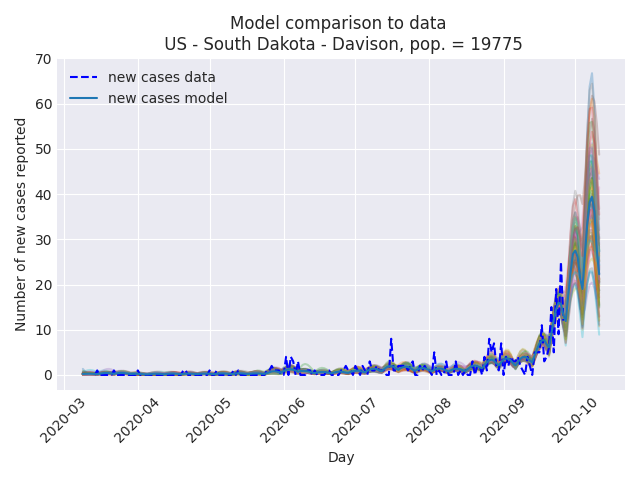 Model comparison to data
US - South Dakota - Davison, pop. = 19775
new cases data
new cases model
Number of new cases reported
70
60
50
40
30
20
10
0
2020-03
2020-04
2020-05
2020-06
2020-07
2020-08
2020-09
2020-10
Day